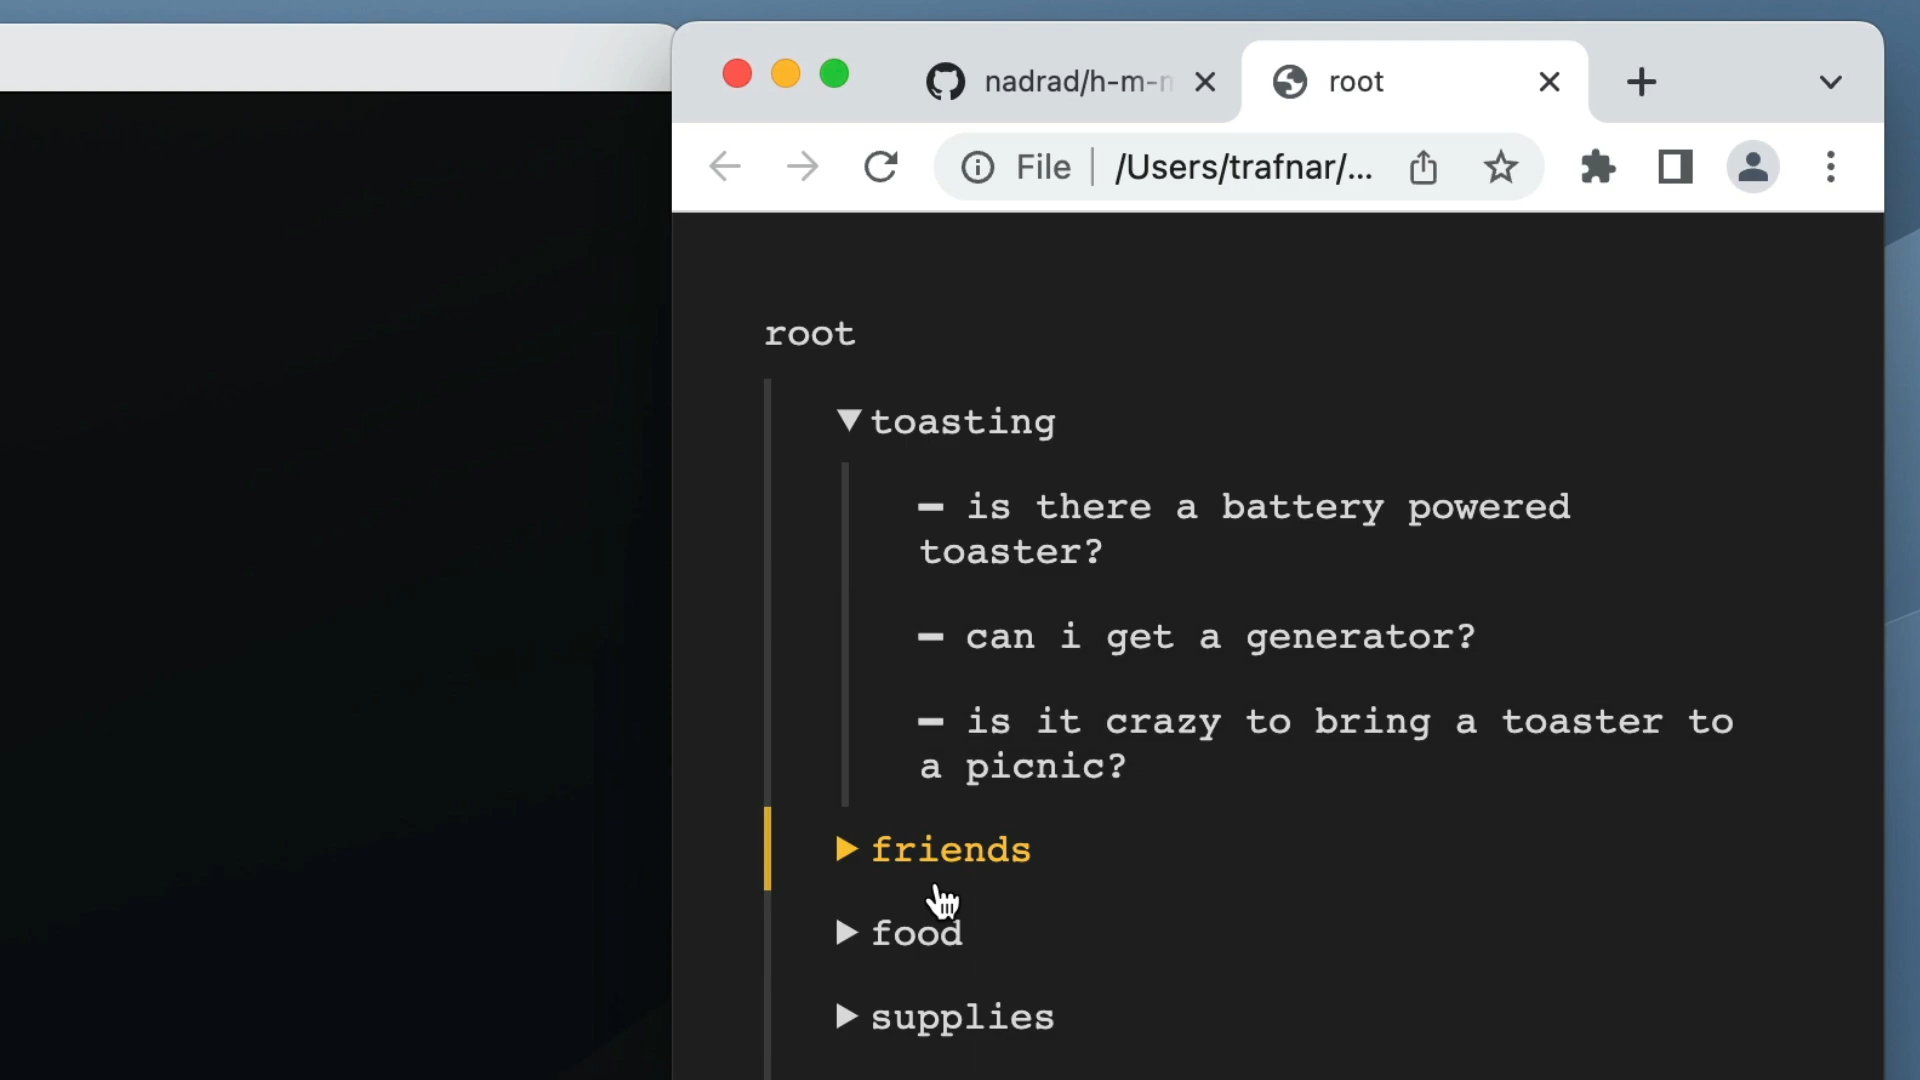 nadrad/h-m-
root
File
/Users/trafnar/...
root
toasting
– is there a battery powered
toaster?
– can i get a generator?
– is it crazy to bring a toaster to
a picnic?
friends
food
supplies